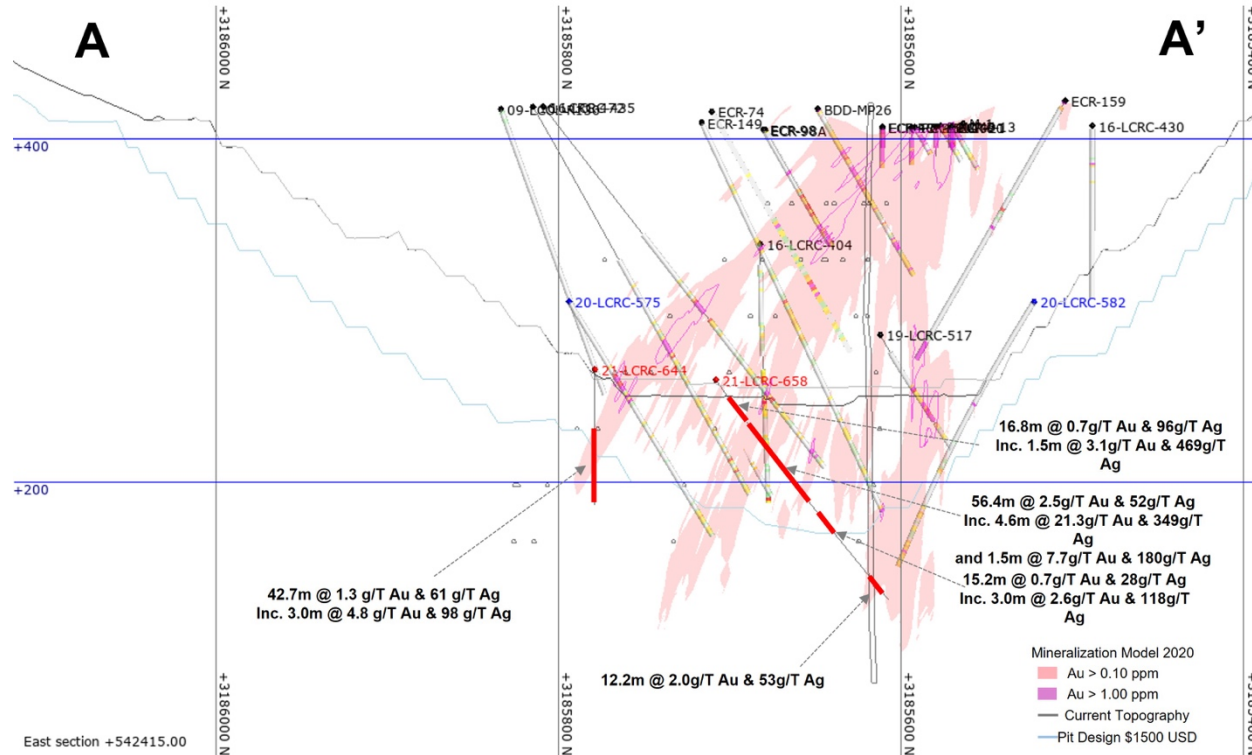 A
A’
+3186000 N
+3185800 N
+3185600 N
ECR-74
ECR-149
ECR-98A
BDD-MP26
ECR-159
16-LCRC-430
+400
16-LCRC-404
20-LCRC-575
20-LCRC-582
19-LCRC-517
21-LCRC-644
21-LCRC-658
16.8m @ 0.7g/T Au & 96g/T Ag
Inc. 1.5m @ 3.1g/T Au & 469g/T
Ag
+200
56.4m @ 2.5g/T Au & 52g/T Ag
Inc. 4.6m @ 21.3g/T Au & 349g/T
Ag
and 1.5m @ 7.7g/T Au & 180g/T Ag
15.2m @ 0.7g/T Au & 28g/T Ag
Inc. 3.0m @ 2.6g/T Au & 118g/T
Ag
42.7m @ 1.3 g/T Au & 61 g/T Ag
Inc. 3.0m @ 4.8 g/T Au & 98 g/T Ag
12.2m @ 2.0g/T Au & 53g/T Ag
Mineralization Model 2020
Au > 0.10 ppm
Au > 1.00 ppm
Current Topography
Pit Design $1500 USD
East section +542415.00
+3186000 N
+3185800 N
+3185600 N